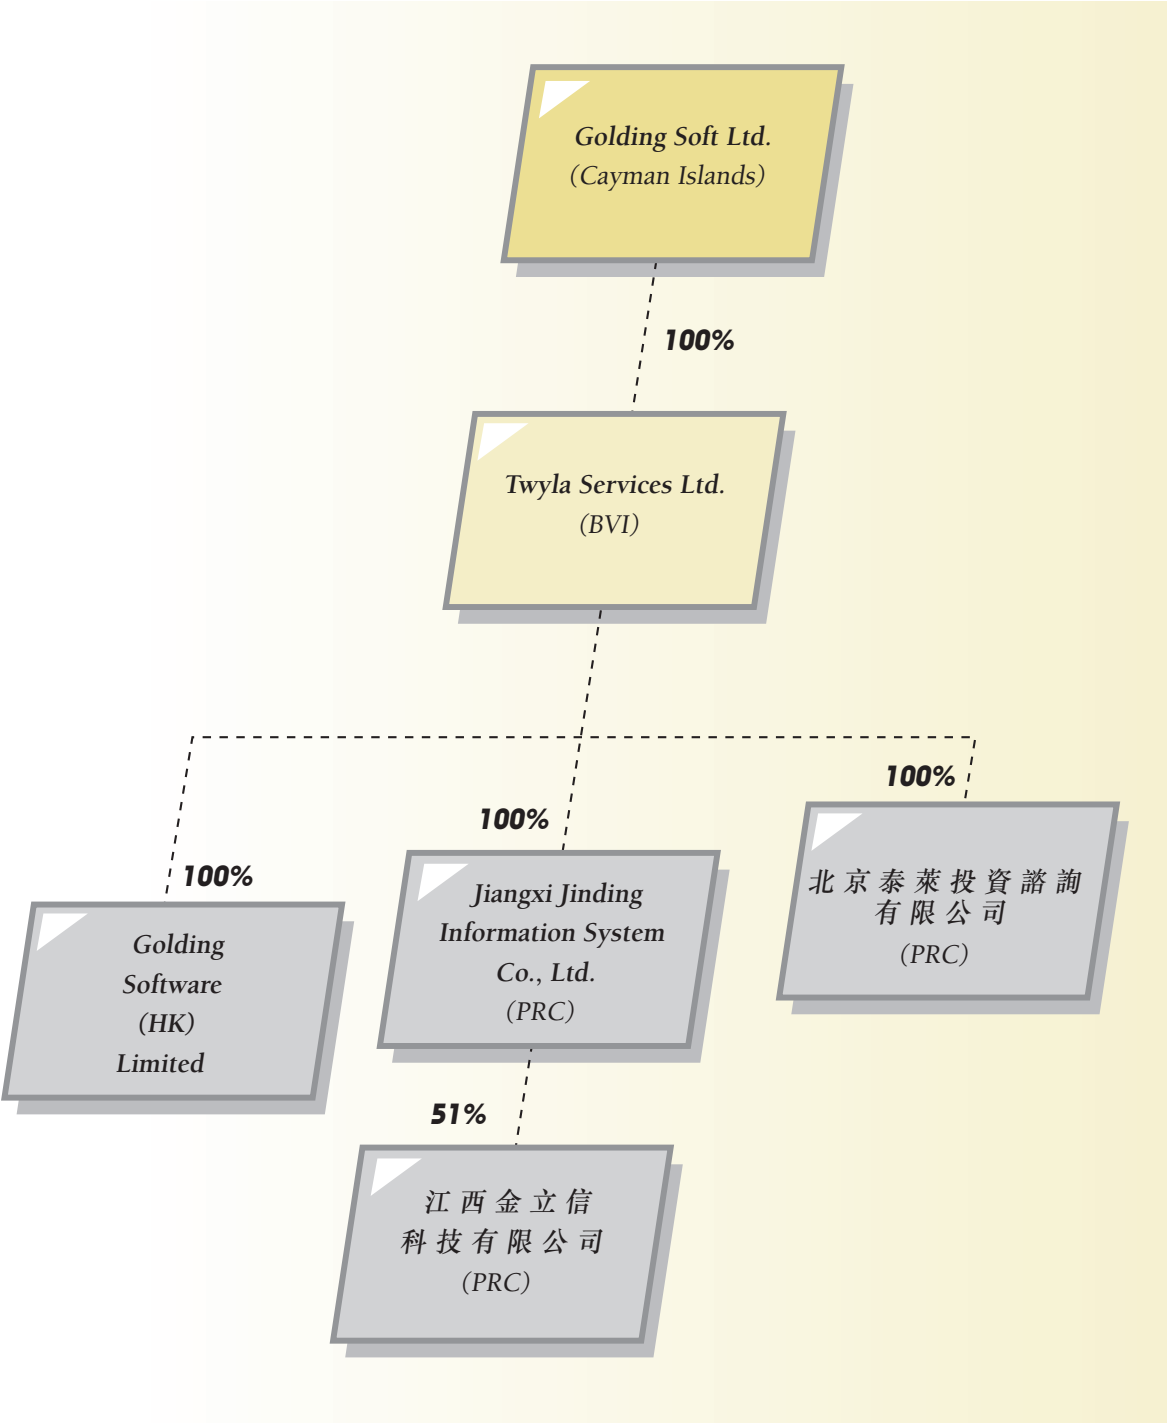 Golding Soft Ltd.
(Cayman Islands)
100%
Twyla Services Ltd.
(BVI)
100%
100%
100%
北京泰萊投資諮詢
有限公司
(PRC)
Jiangxi Jinding
Information System
Co., Ltd.
(PRC)
Golding
Software
(HK)
Limited
51%
江西金立信
科技有限公司
(PRC)